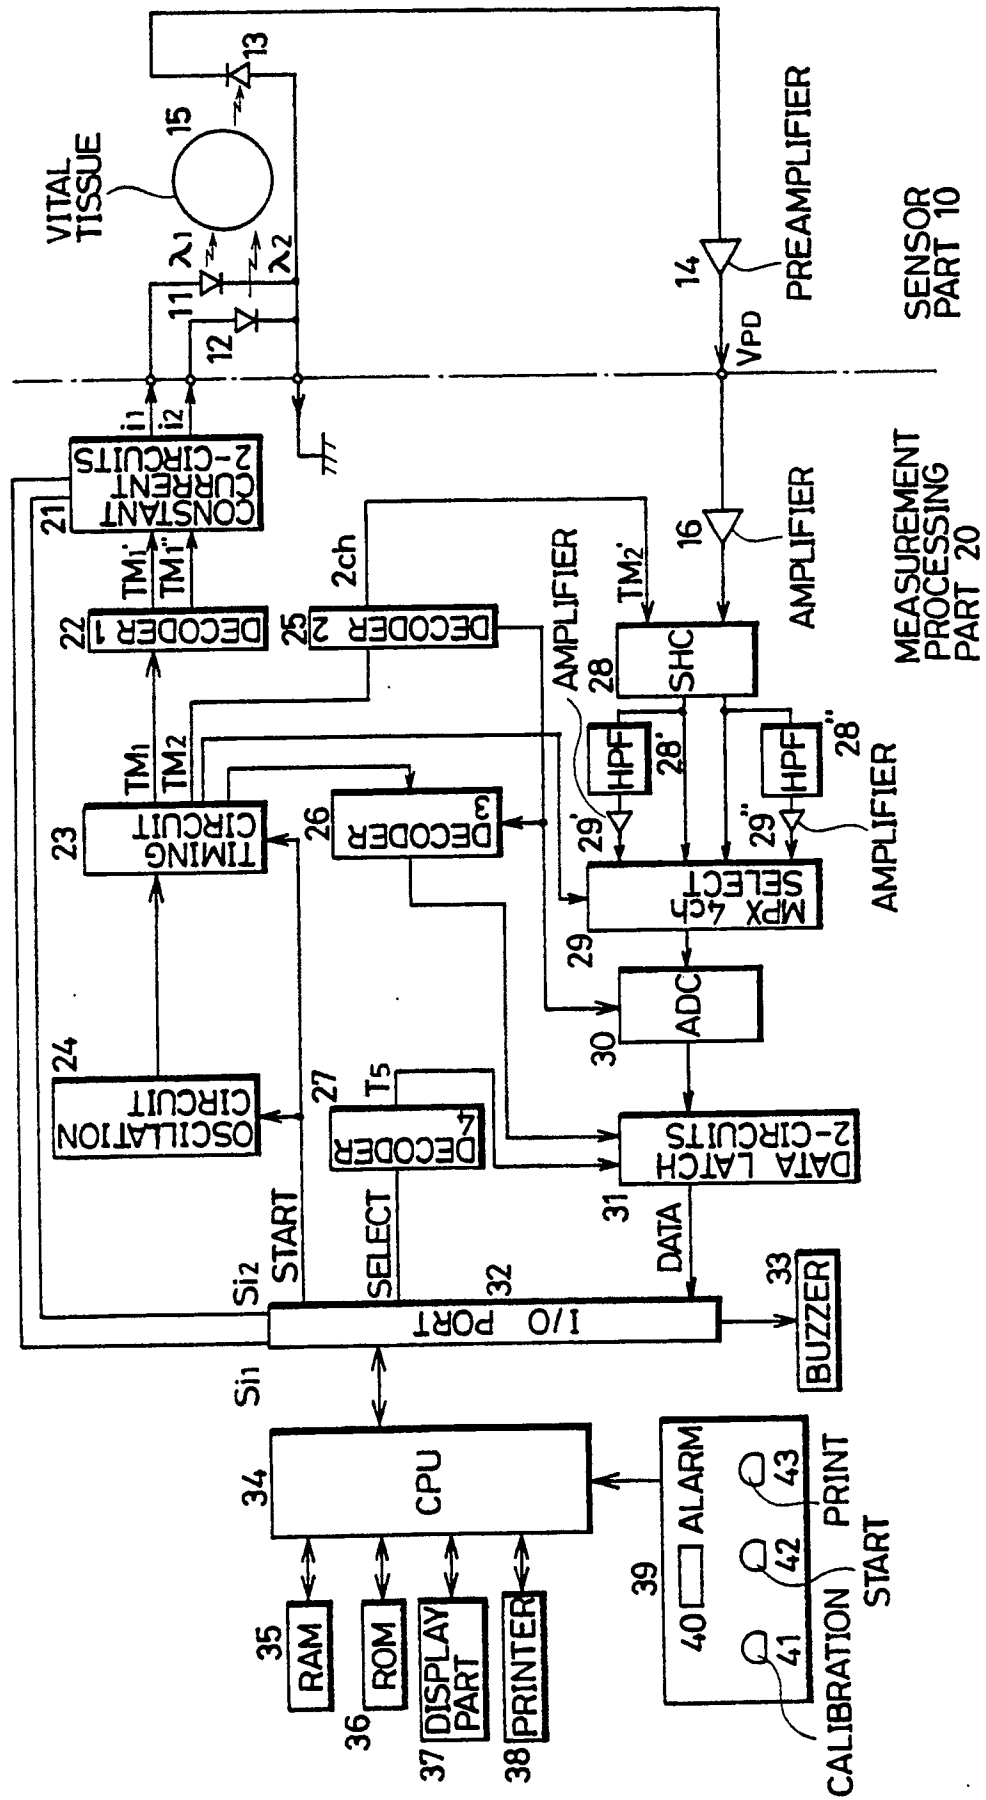 VITAL
TISSUE
15
13
λ1
λ2
11
12
14
PREAMPLIFIER
VPD
SENSOR
PART 10
i1
i2
21
CONSTANT
CURRENT
2-CIRCUITS
TM1'
TM1''
22
DECODER 1
2ch
25
DECODER 2
TM2'
16
AMPLIFIER
MEASUREMENT
PROCESSING
PART 20
28
SHC
AMPLIFIER
HPF
28'
HPF
28''
29'
29''
AMPLIFIER
TM1
TM2
23
TIMING
CIRCUIT
26
DECODER
3
29
MPX 4ch
SELECT
24
OSCILLATION
CIRCUIT
30
ADC
27
DECODER
4
T5
31
DATA LATCH
2-CIRCUITS
START
SELECT
DATA
Si2
Si1
32
I/O PORT
33
BUZZER
34
CPU
35
RAM
36
ROM
37
DISPLAY
PART
38
PRINTER
39
40
ALARM
41
42
43
CALIBRATION
START
PRINT